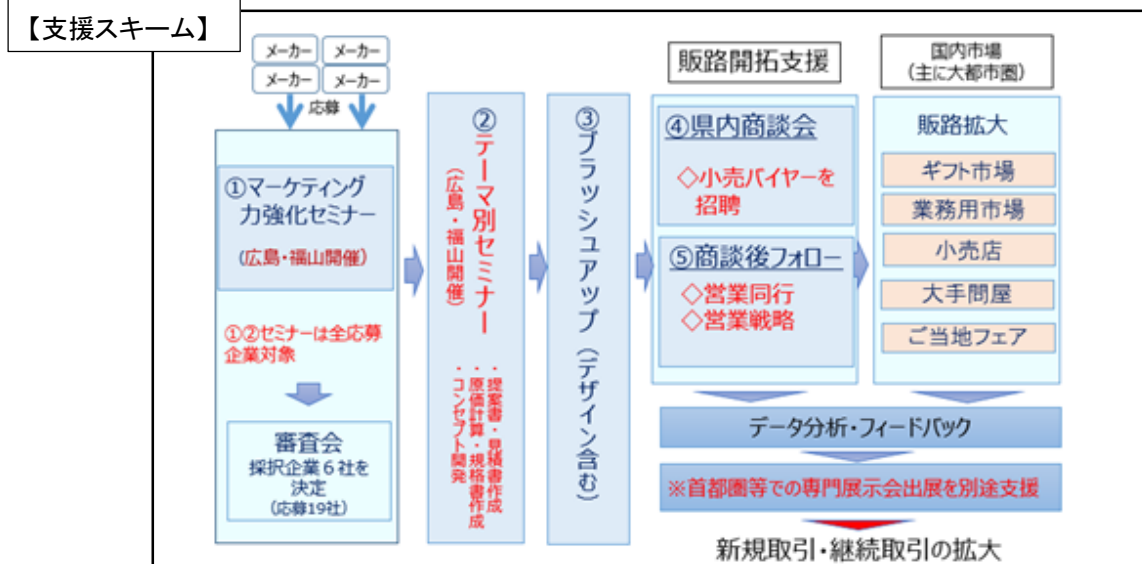 【支援スキーム】
メーカー メーカー
メーカー メーカー
応募
①マーケティング
力強化セミナー
(広島・福山開催)
①②セミナーは全応募
企業対象
審査会
採択企業6社を
決定
(応募19社)
②テーマ別セミナー
(広島・福山開催)
・提案書・見積書作成
・原価計算・規格書作成
・コンセプト開発
③ブラッシュアップ(デザイン含む)
販路開拓支援
④県内商談会
◇小売バイヤーを
招聘
⑤商談後フォロー
◇営業同行
◇営業戦略
国内市場
(主に大都市圏)
販路拡大
ギフト市場
業務用市場
小売店
大手問屋
ご当地フェア
データ分析・フィードバック
※首都圏等での専門展示会出展を別途支援
新規取引・継続取引の拡大